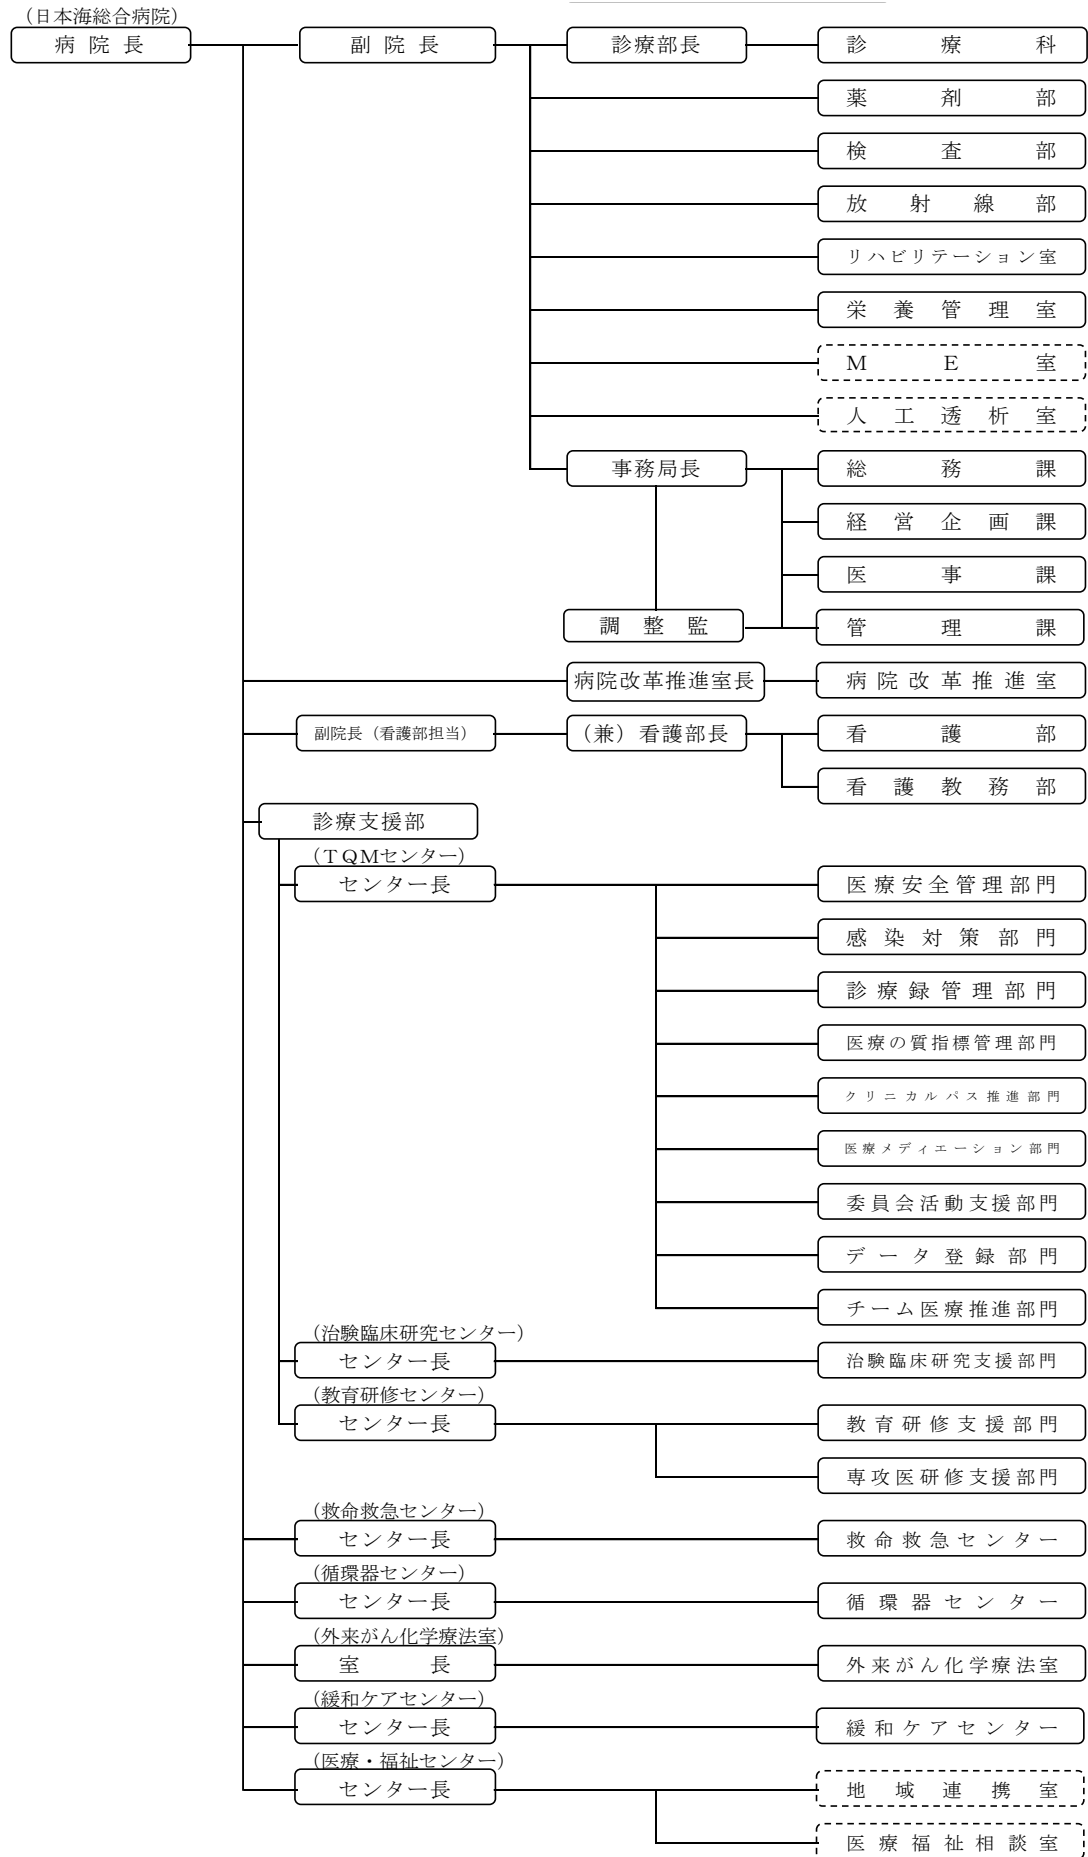 （日本海総合病院）
病院長 副院長 診療部長 診療科
薬剤部
検査部
放射線部
リハビリテーション室
栄養管理室
ＭＥ室
人工透析室
事務局長 総務課
経営企画課
医事課
調整監 管理課
病院改革推進室長 病院改革推進室
副院長（看護部担当） （兼）看護部長 看護部
看護教務部
診療支援部
（ＴＱＭセンター）
センター長 医療安全管理部門
感染対策部門
診療録管理部門
医療の質指標管理部門
クリニカルパス推進部門
医療メディエーション部門
委員会活動支援部門
データ登録部門
チーム医療推進部門
（治験臨床研究センター）
センター長 治験臨床研究支援部門
（教育研修センター）
センター長 教育研修支援部門
専攻医研修支援部門
（救命救急センター）
センター長 救命救急センター
（循環器センター）
センター長 循環器センター
（外来がん化学療法室）
室長 外来がん化学療法室
（緩和ケアセンター）
センター長 緩和ケアセンター
（医療・福祉センター）
センター長 地域連携室
医療福祉相談室